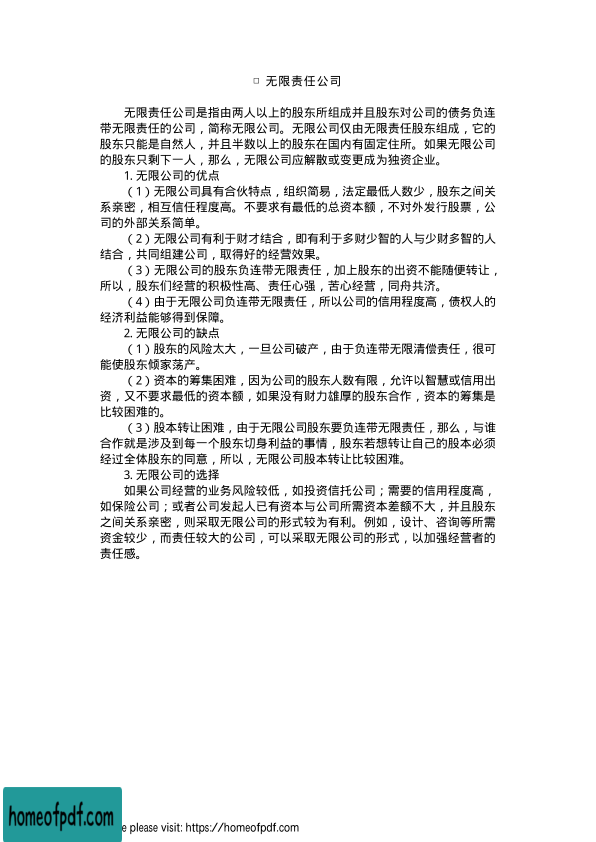 □ 无限责任公司
无限责任公司是指由两人以上的股东所组成并且股东对公司的债务负连
带无限责任的公司，简称无限公司。无限公司仅由无限责任股东组成，它的
股东只能是自然人，并且半数以上的股东在国内有固定住所。如果无限公司
的股东只剩下一人，那么，无限公司应解散或变更成为独资企业。
1. 无限公司的优点
（1）无限公司具有合伙特点，组织简易，法定最低人数少，股东之间关
系亲密，相互信任程度高。不要求有最低的总资本额，不对外发行股票，公
司的外部关系简单。
（2）无限公司有利于财才结合，即有利于多财少智的人与少财多智的人
结合，共同组建公司，取得好的经营效果。
（3）无限公司的股东负连带无限责任，加上股东的出资不能随便转让，
所以，股东们经营的积极性高、责任心强，苦心经营，同舟共济。
（4）由于无限公司负连带无限责任，所以公司的信用程度高，债权人的
经济利益能够得到保障。
2. 无限公司的缺点
（1）股东的风险太大，一旦公司破产，由于负连带无限清偿责任，很可
能使股东倾家荡产。
（2）资本的筹集困难，因为公司的股东人数有限，允许以智慧或信用出
资，又不要求最低的资本额，如果没有财力雄厚的股东合作，资本的筹集是
比较困难的。
（3）股本转让困难，由于无限公司股东要负连带无限责任，那么，与谁
合作就是涉及到每一个股东切身利益的事情，股东若想转让自己的股本必须
经过全体股东的同意，所以，无限公司股本转让比较困难。
3. 无限公司的选择
如果公司经营的业务风险较低，如投资信托公司；需要的信用程度高，
如保险公司；或者公司发起人已有资本与公司所需资本差额不大，并且股东
之间关系亲密，则采取无限公司的形式较为有利。例如，设计、咨询等所需
资金较少，而责任较大的公司，可以采取无限公司的形式，以加强经营者的
责任感。
homeofpdf.com
please visit: https://homeofpdf.com